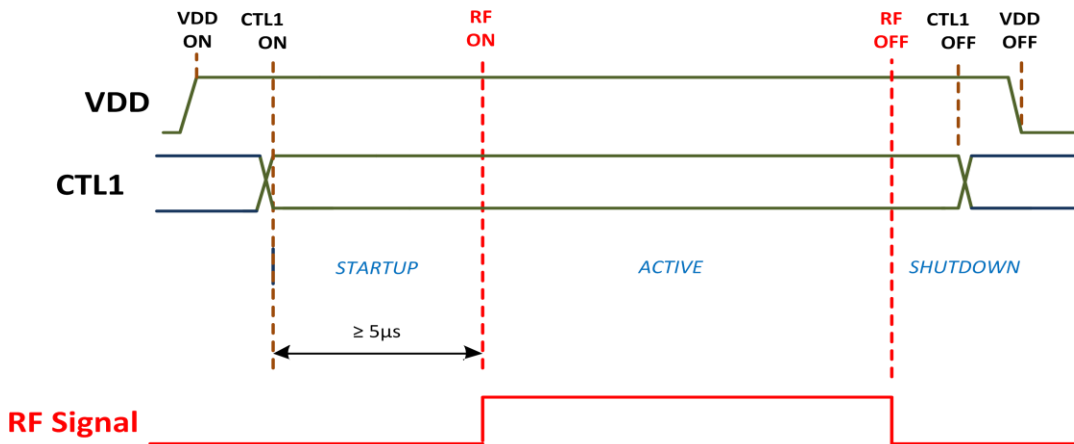 VDD
ON
CTL1
ON
RF
ON
RF
OFF
CTL1
OFF
VDD
OFF
VDD
CTL1
STARTUP
ACTIVE
SHUTDOWN
≥ 5µs
RF Signal